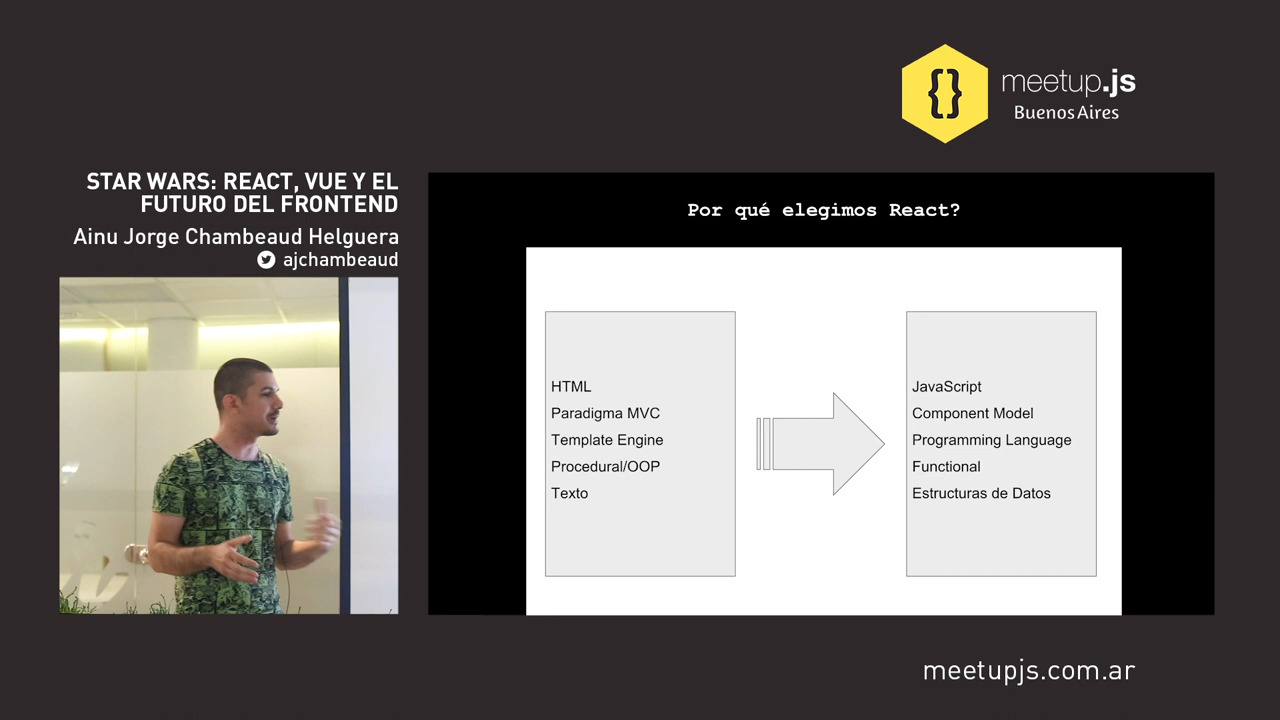 {}
meetup.js
Buenos Aires
STAR WARS: REACT, VUE Y EL
FUTURO DEL FRONTEND
Ainu Jorge Chambeaud Helguera
ajchambeaud
Por qué elegimos React?
HTML
Paradigma MVC
Template Engine
Procedural/OOP
Texto
JavaScript
Component Model
Programming Language
Functional
Estructuras de Datos
meetupjs.com.ar